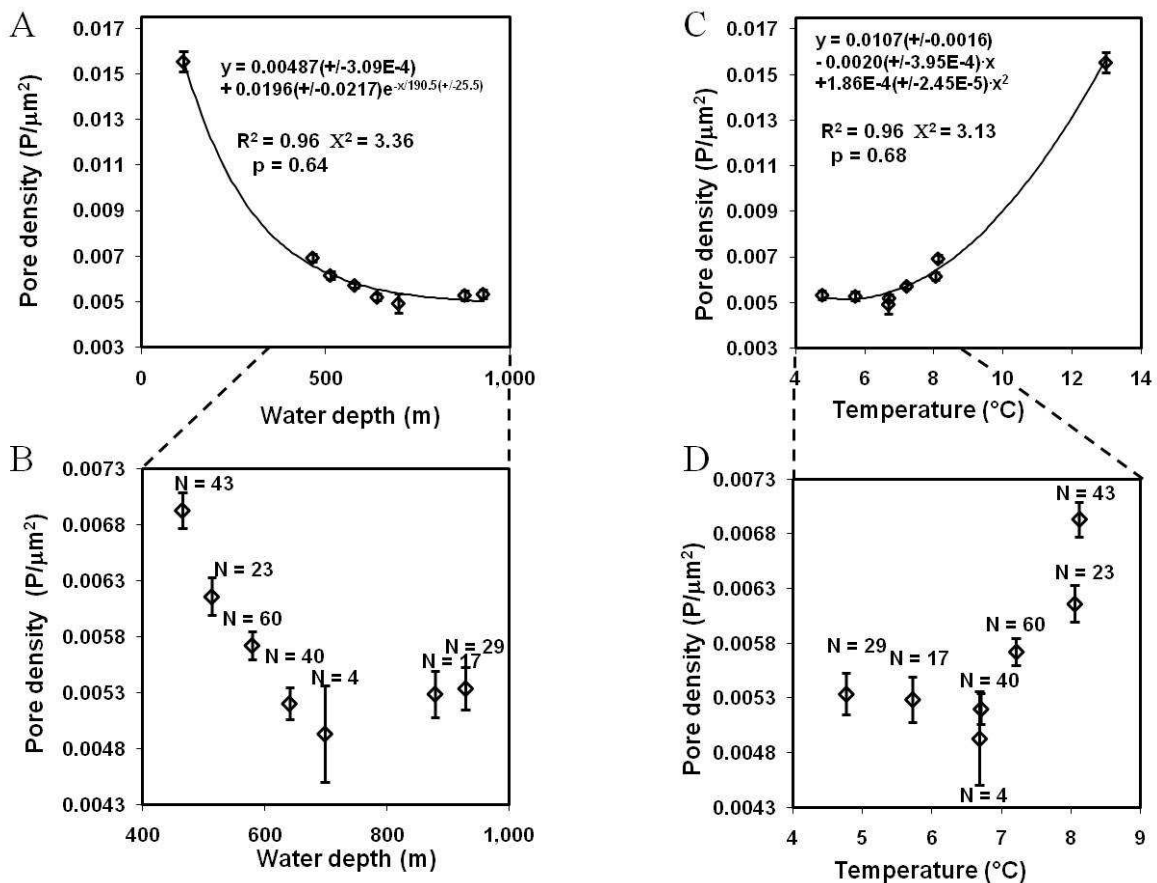 A
0.017
0.015
0.013
0.011
0.009
0.007
0.005
0.003
Pore density (P/μm²)
y = 0.00487(+/-3.09E-4)
+ 0.0196(+/-0.0217)e^-x/190.5(+/-25.5)
R² = 0.96 X² = 3.36
p = 0.64
0
500
1,000
Water depth (m)
B
0.0073
0.0068
0.0063
0.0058
0.0053
0.0048
0.0043
Pore density (P/μm²)
N = 43
N = 23
N = 60
N = 40
N = 4
N = 17
N = 29
400
600
800
1,000
Water depth (m)
C
0.017
0.015
0.013
0.011
0.009
0.007
0.005
0.003
Pore density (P/μm²)
y = 0.0107(+/-0.0016)
- 0.0020(+/-3.95E-4)·x
+1.86E-4(+/-2.45E-5)·x²
R² = 0.96 X² = 3.13
p = 0.68
4
6
8
10
12
14
Temperature (°C)
D
0.0073
0.0068
0.0063
0.0058
0.0053
0.0048
0.0043
Pore density (P/μm²)
N = 43
N = 23
N = 60
N = 29
N = 17
N = 40
N = 4
4
5
6
7
8
9
Temperature (°C)